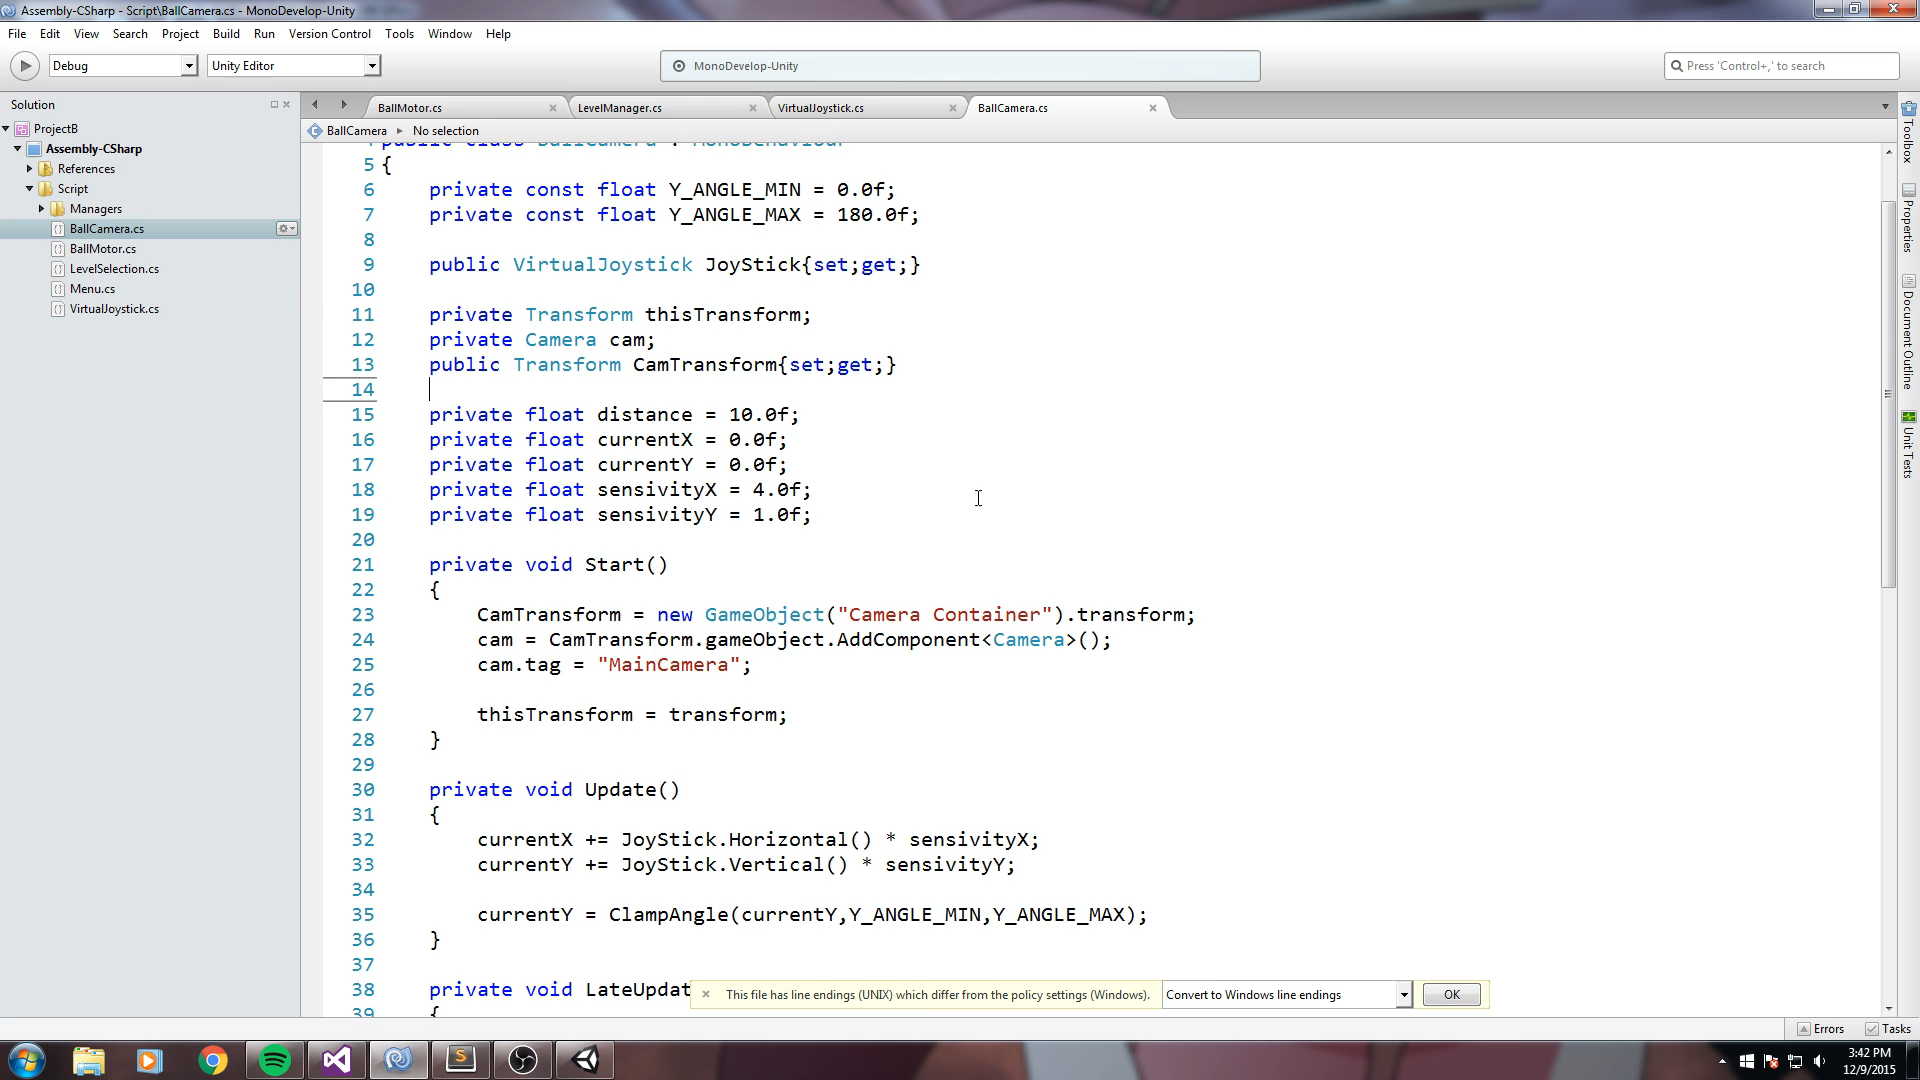 Assembly-CSharp - Script\BallCamera.cs - MonoDevelop-Unity
File Edit View Search Project Build Run Version Control Tools Window Help
Debug Unity Editor MonoDevelop-Unity Press 'Control+,' to search
Solution
ProjectB
Assembly-CSharp
References
Script
Managers
BallCamera.cs
BallMotor.cs
LevelSelection.cs
Menu.cs
VirtualJoystick.cs
BallMotor.cs LevelManager.cs VirtualJoystick.cs BallCamera.cs
BallCamera No selection
4 public class BallCamera : MonoBehaviour
5 {
6 private const float Y_ANGLE_MIN = 0.0f;
7 private const float Y_ANGLE_MAX = 180.0f;
8
9 public VirtualJoystick JoyStick{set;get;}
10
11 private Transform thisTransform;
12 private Camera cam;
13 public Transform CamTransform{set;get;}
14
15 private float distance = 10.0f;
16 private float currentX = 0.0f;
17 private float currentY = 0.0f;
18 private float sensivityX = 4.0f;
19 private float sensivityY = 1.0f;
20
21 private void Start()
22 {
23 CamTransform = new GameObject("Camera Container").transform;
24 cam = CamTransform.gameObject.AddComponent<Camera>();
25 cam.tag = "MainCamera";
26
27 thisTransform = transform;
28 }
29
30 private void Update()
31 {
32 currentX += JoyStick.Horizontal() * sensivityX;
33 currentY += JoyStick.Vertical() * sensivityY;
34
35 currentY = ClampAngle(currentY,Y_ANGLE_MIN,Y_ANGLE_MAX);
36 }
37
38 private void LateUpdat
39 {
This file has line endings (UNIX) which differ from the policy settings (Windows). Convert to Windows line endings OK
Toolbox
Properties
Document Outline
Unit Tests
Errors Tasks
3:42 PM
12/9/2015